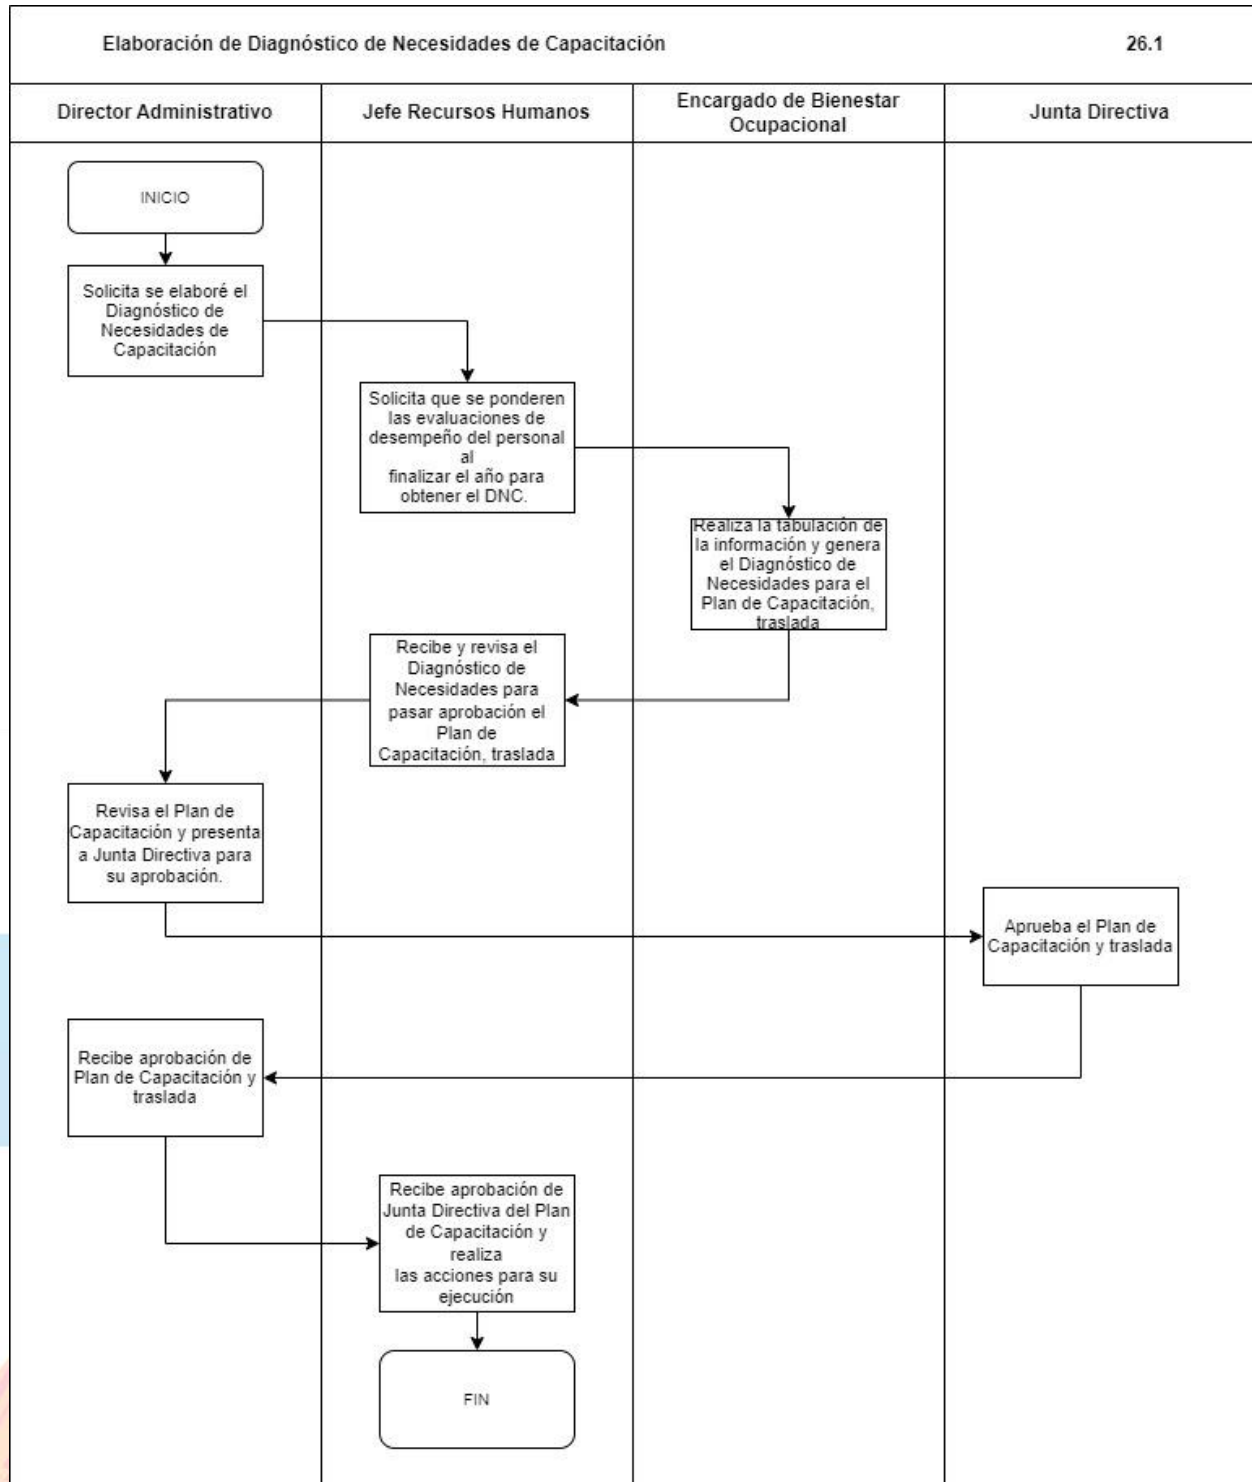 Elaboración de Diagnóstico de Necesidades de Capacitación
26.1
Director Administrativo
Jefe Recursos Humanos
Encargado de Bienestar
Ocupacional
Junta Directiva
INICIO
Solicita se elaboré el
Diagnóstico de
Necesidades de
Capacitación
Solicita que se ponderen
las evaluaciones de
desempeño del personal
al
finalizar el año para
obtener el DNC.
Realiza la tabulación de
la información y genera
el Diagnóstico de
Necesidades para el
Plan de Capacitación,
traslada
Recibe y revisa el
Diagnóstico de
Necesidades para
pasar aprobación el
Plan de
Capacitación, traslada
Revisa el Plan de
Capacitación y presenta
a Junta Directiva para
su aprobación.
Aprueba el Plan de
Capacitación y traslada
Recibe aprobación de
Plan de Capacitación y
traslada
Recibe aprobación de
Junta Directiva del Plan
de Capacitación y
realiza
las acciones para su
ejecución
FIN